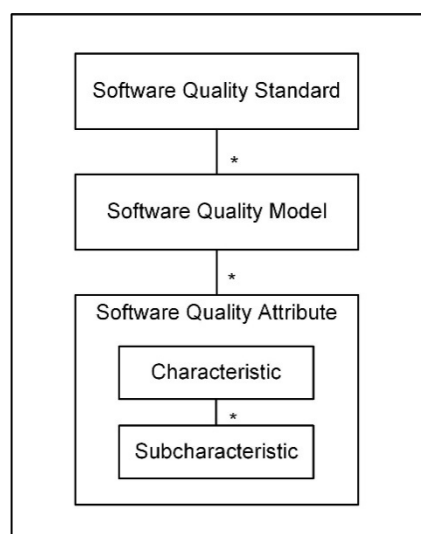 Software Quality Standard
*
Software Quality Model
*
Software Quality Attribute
Characteristic
*
Subcharacteristic